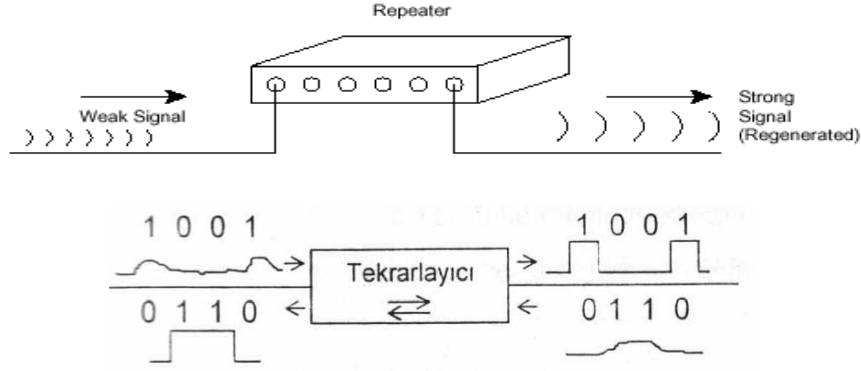 Repeater
Weak Signal
Strong
Signal
(Regenerated)
1 0 0 1
1 0 0 1
Tekrarlayıcı
0 1 1 0
0 1 1 0